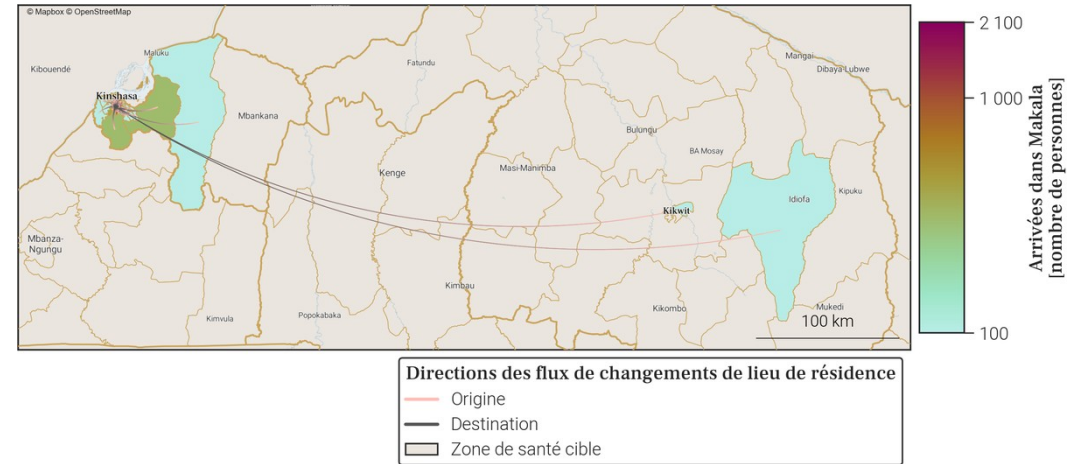 © Mapbox © OpenStreetMap
Maluku
Kibouendé
Kinshasa
Mbankana
Fatundu
Mangai
Dibaya-Lubwe
Bulungu
BA Mosay
Masi-Manimba
Kenge
Idiofa
Kipuku
Kikwit
Mbanza-
Ngungu
Kimbau
Kimvula
Popokabaka
Kikombo
Mukedi
100 km
2 100
1 000
100
Arrivées dans Makala
[nombre de personnes]
Directions des flux de changements de lieu de résidence
Origine
Destination
Zone de santé cible